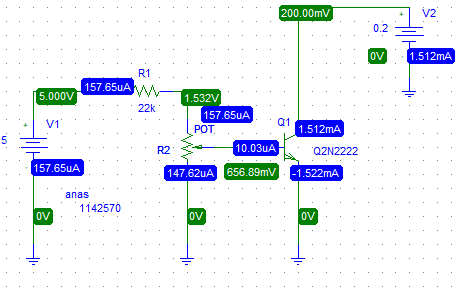 200.00mV
V2
0.2
0V
1.512mA
R1
157.65uA
5.000V
22k
1.532V
157.65uA
V1
POT
Q1
1.512mA
5
R2
10.03uA
Q2N2222
157.65uA
147.62uA
656.89mV
-1.522mA
anas
1142570
0V
0V
0V